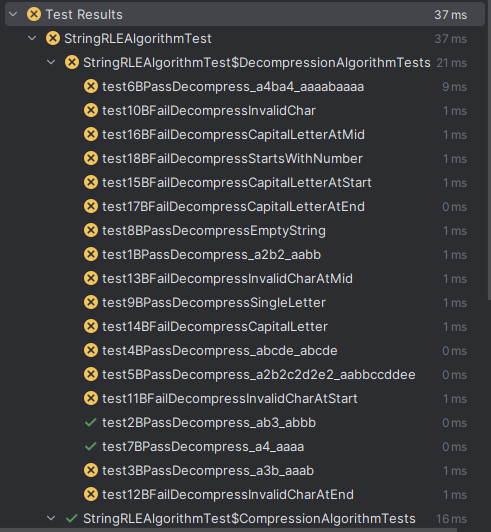 Test Results 37 ms
StringRLEAlgorithmTest 37 ms
StringRLEAlgorithmTest$DecompressionAlgorithmTests 21 ms
test6BPassDecompress_a4ba4_aaaabaaaa 9 ms
test10BFailDecompressInvalidChar 1 ms
test16BFailDecompressCapitalLetterAtMid 1 ms
test18BFailDecompressStartsWithNumber 1 ms
test15BFailDecompressCapitalLetterAtStart 1 ms
test17BFailDecompressCapitalLetterAtEnd 0 ms
test8BPassDecompressEmptyString 1 ms
test1BPassDecompress_a2b2_aabb 1 ms
test13BFailDecompressInvalidCharAtMid 1 ms
test9BPassDecompressSingleLetter 1 ms
test14BFailDecompressCapitalLetter 1 ms
test4BPassDecompress_abcde_abcde 0 ms
test5BPassDecompress_a2b2c2d2e2_aabbccddee 0 ms
test11BFailDecompressInvalidCharAtStart 1 ms
test2BPassDecompress_ab3_abbb 0 ms
test7BPassDecompress_a4_aaaa 0 ms
test3BPassDecompress_a3b_aaab 1 ms
test12BFailDecompressInvalidCharAtEnd 1 ms
StringRLEAlgorithmTest$CompressionAlgorithmTests 16 ms